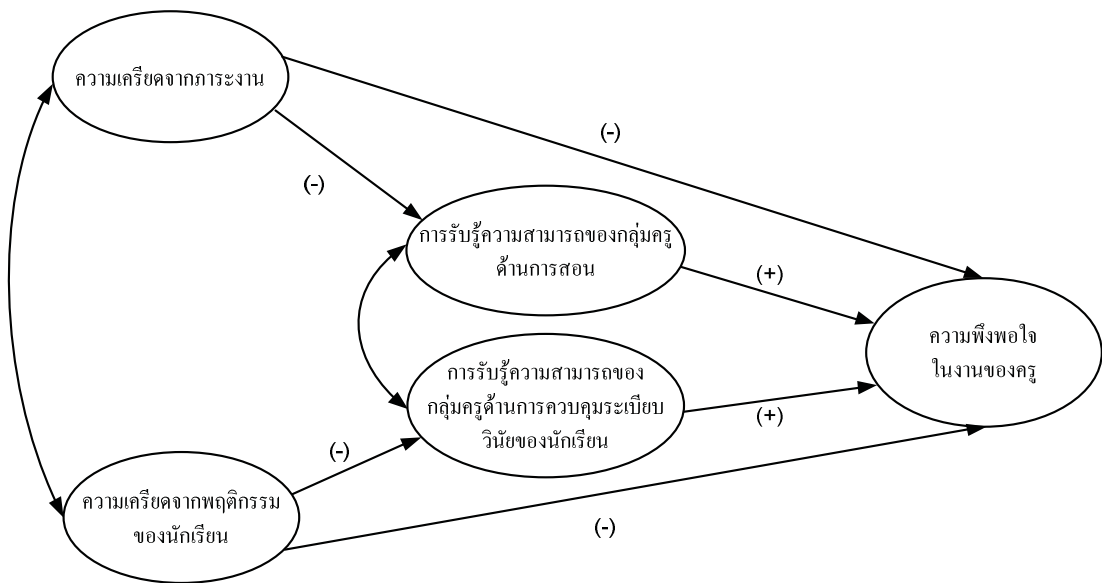 ความเครียดจากภาระงาน
(-)
(-)
การรับรู้ความสามารถของกลุ่มครู
ด้านการสอน
(+)
ความพึงพอใจ
ในงานของครู
การรับรู้ความสามารถของ
กลุ่มครูด้านการควบคุมระเบียบ
วินัยของนักเรียน
(+)
(-)
ความเครียดจากพฤติกรรม
ของนักเรียน
(-)